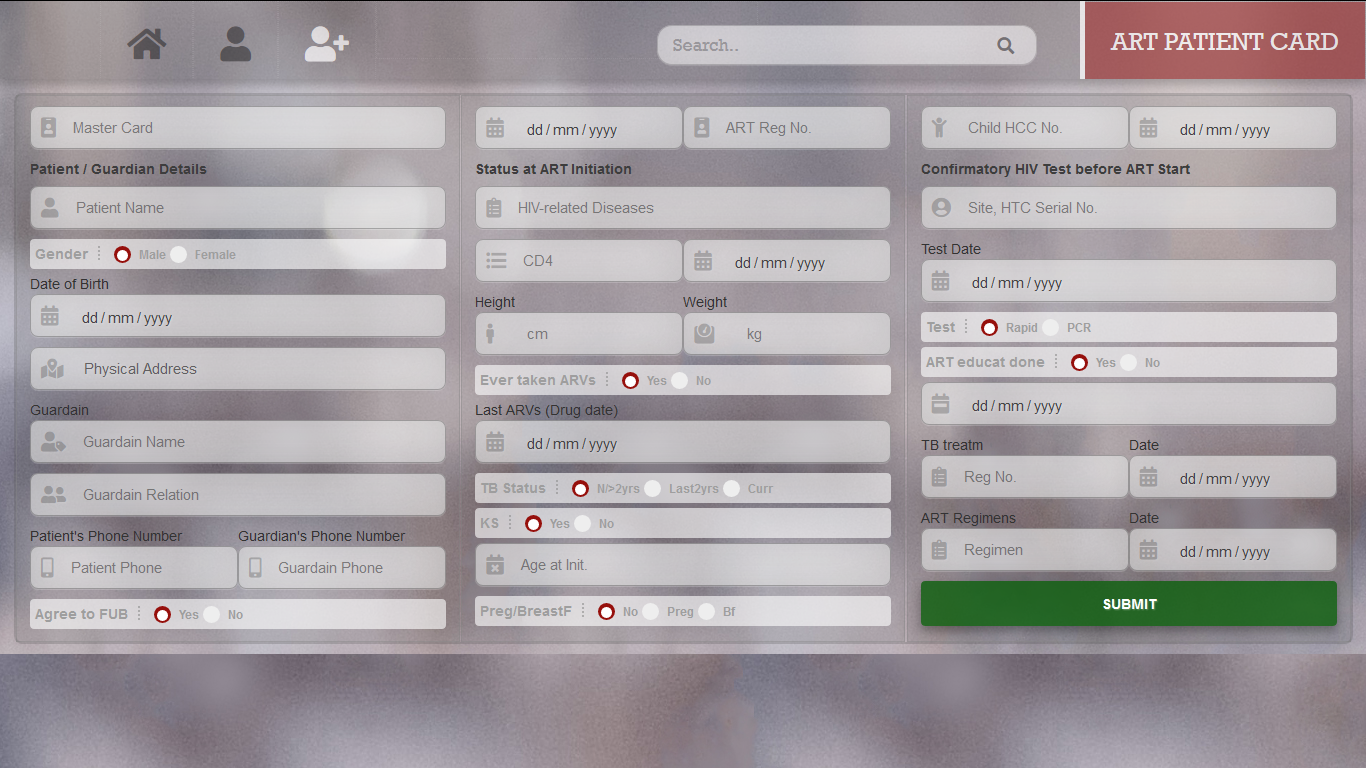 Search..
ART PATIENT CARD
Master Card
Patient / Guardian Details
Patient Name
Gender Male Female
Date of Birth
dd / mm / yyyy
Physical Address
Guardain
Guardain Name
Guardain Relation
Patient's Phone Number Guardian's Phone Number
Patient Phone Guardain Phone
Agree to FUB Yes No
dd / mm / yyyy ART Reg No.
Status at ART Initiation
HIV-related Diseases
CD4 dd / mm / yyyy
Height Weight
cm kg
Ever taken ARVs Yes No
Last ARVs (Drug date)
dd / mm / yyyy
TB Status N/>2yrs Last2yrs Curr
KS Yes No
Age at Init.
Preg/BreastF No Preg Bf
Child HCC No. dd / mm / yyyy
Confirmatory HIV Test before ART Start
Site, HTC Serial No.
Test Date
dd / mm / yyyy
Test Rapid PCR
ART educat done Yes No
dd / mm / yyyy
TB treatm Date
Reg No. dd / mm / yyyy
ART Regimens Date
Regimen dd / mm / yyyy
SUBMIT